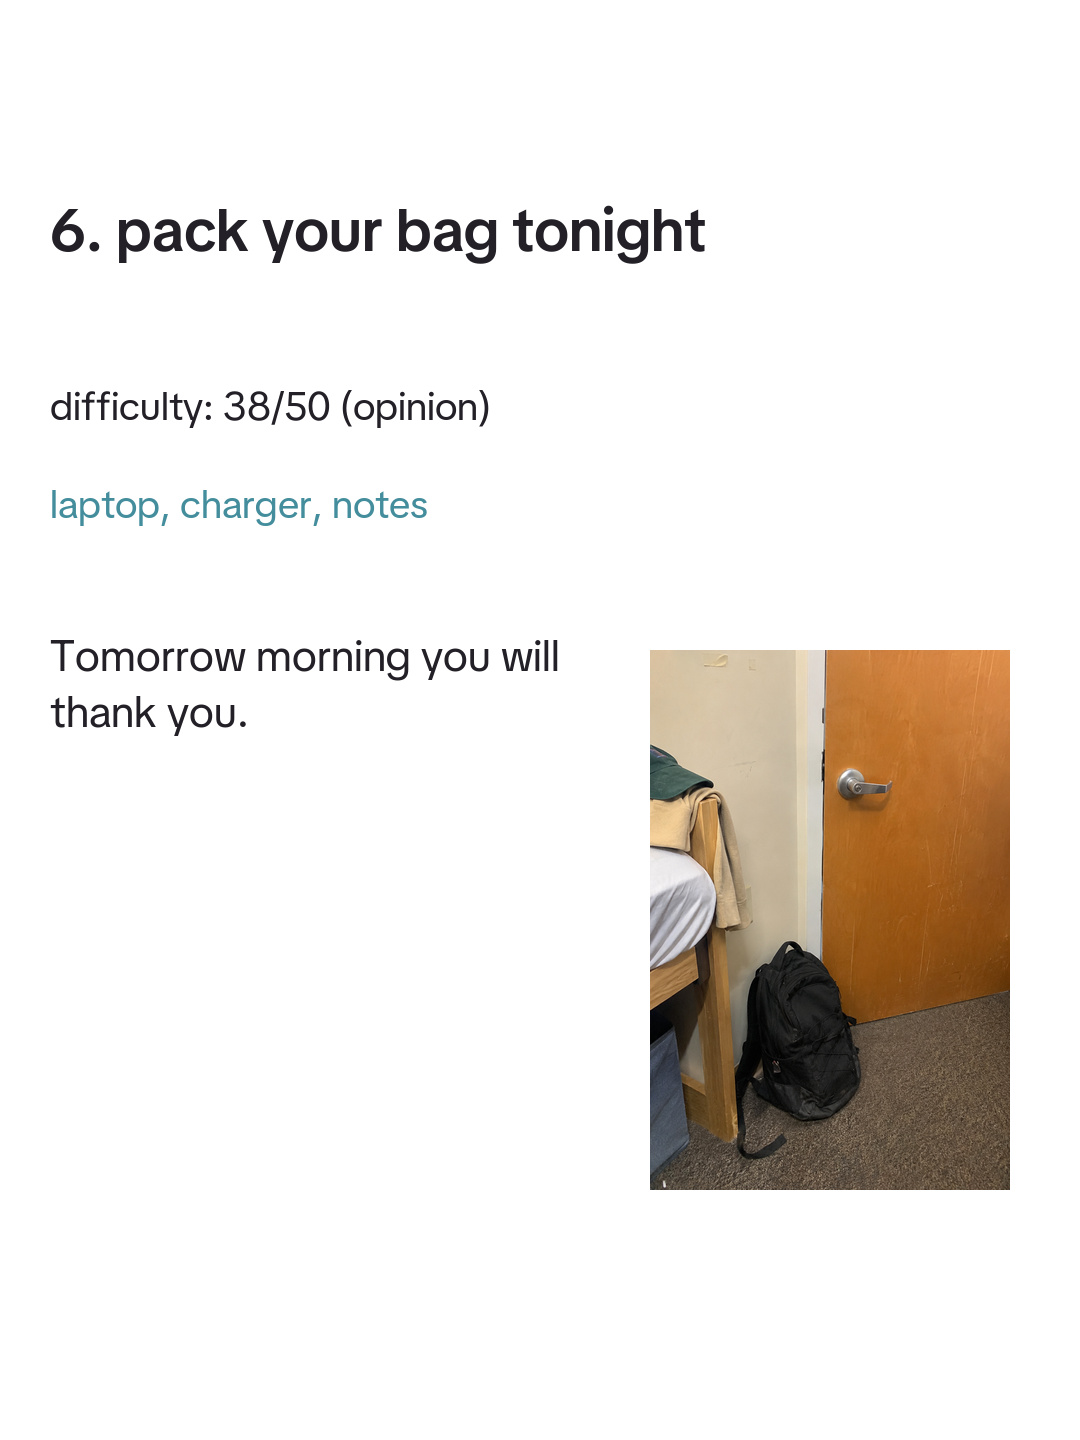 6. pack your bag tonight
difficulty: 38/50 (opinion)
laptop, charger, notes
Tomorrow morning you will
thank you.